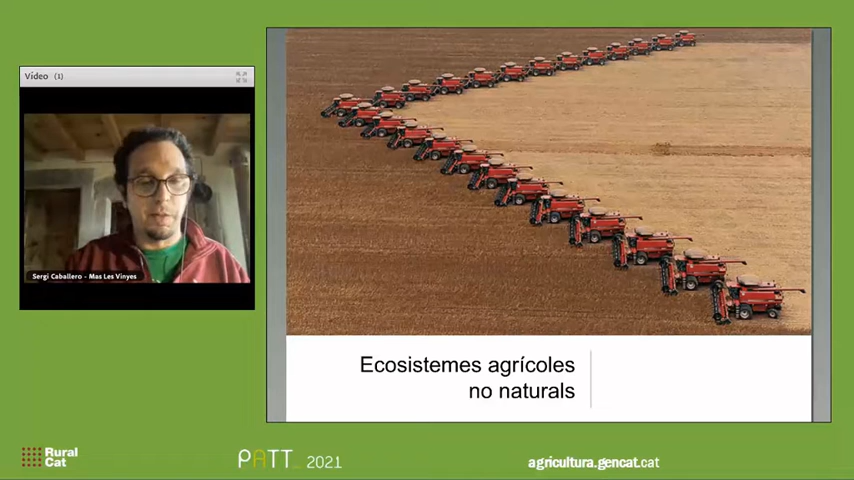 Vídeo (1)
Sergi Caballero - Mas Les Vinyes
Ecosistemes agrícoles
no naturals
Rural
Cat
PATT 2021
agricultura.gencat.cat